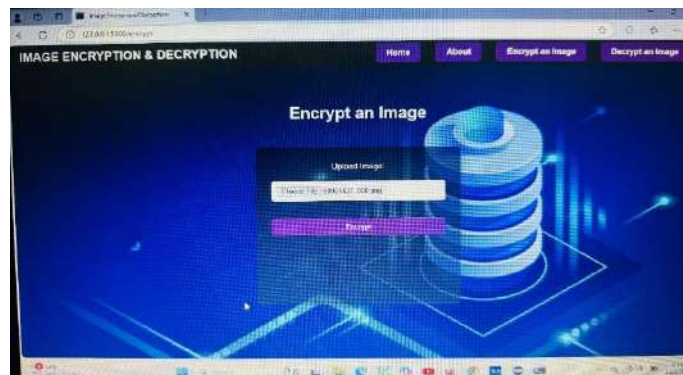 IMAGE ENCRYPTION & DECRYPTION
Home
About
Encrypt an Image
Decrypt an Image
Encrypt an Image
Upload Image:
Encrypt